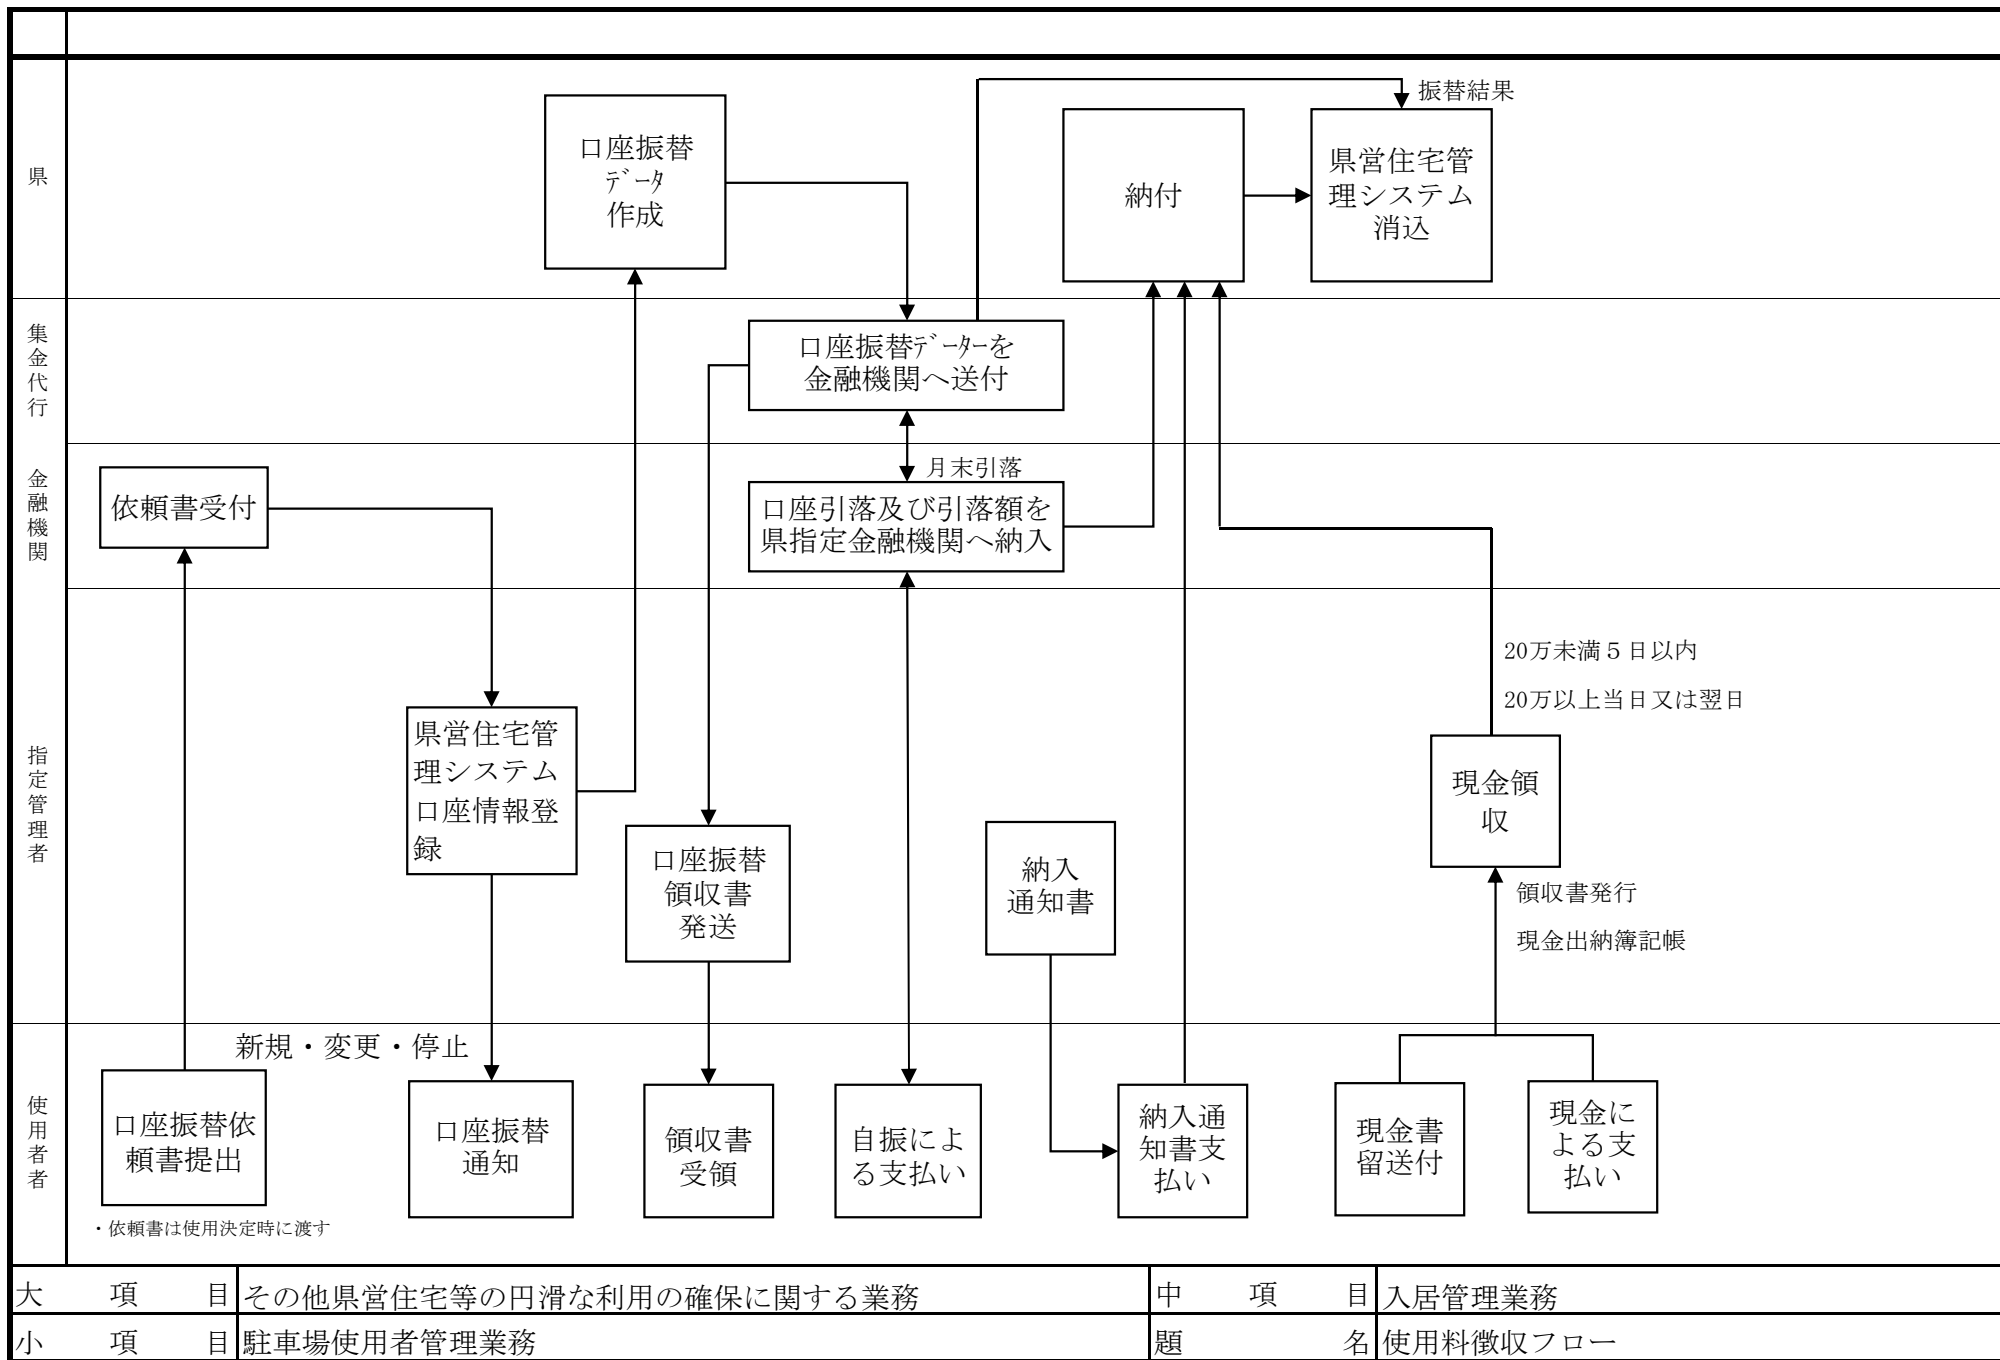 県
振替結果
口座振替
ﾃﾞｰﾀ
作成
納付
県営住宅管
理システム
消込
集金代行
口座振替ﾃﾞｰﾀｰを
金融機関へ送付
金融機関
月末引落
依頼書受付
口座引落及び引落額を
県指定金融機関へ納入
指定管理者
20万未満５日以内
20万以上当日又は翌日
県営住宅管
理システム
口座情報登
録
口座振替
領収書
発送
納入
通知書
現金領
収
領収書発行
現金出納簿記帳
使用者者
新規・変更・停止
口座振替依
頼書提出
口座振替
通知
領収書
受領
自振によ
る支払い
納入通
知書支
払い
現金書
留送付
現金に
よる支
払い
・依頼書は使用決定時に渡す
大項目 その他県営住宅等の円滑な利用の確保に関する業務 中項目 入居管理業務
小項目 駐車場使用者管理業務 題名 使用料徴収フロー